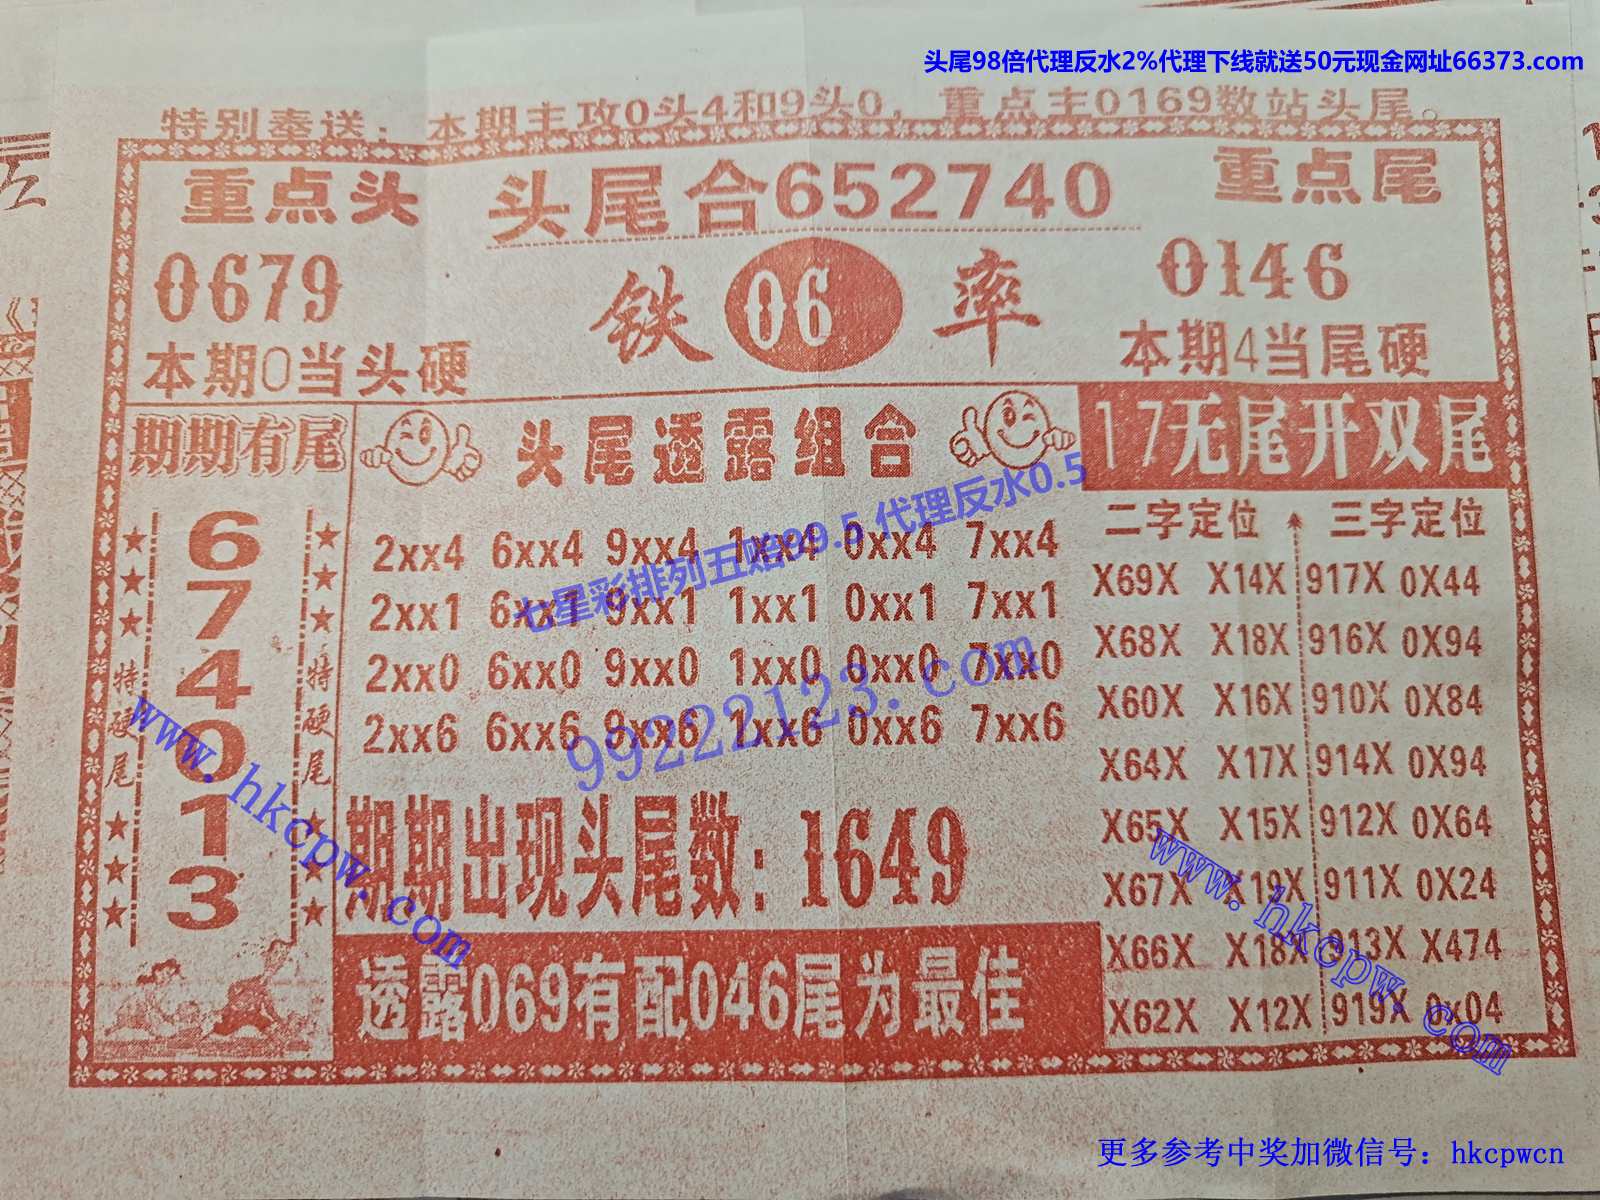 头尾98倍代理反水2%代理下线就送50元现金网址66373.com
特别奉送：本期主攻0头4和9头0，重点主0169数站头尾。
重点头 头尾合652740 重点尾
0679 铁 06 率 0146
本期0当头硬 本期4当尾硬
期期有尾 头尾透露组合 17无尾开双尾
七星彩排列五赔99.5 代理反水0.5
二字定位 三字定位
6
7
4
0
1
3
特硬尾
特硬尾
2xx4 6xx4 9xx4 1xx4 0xx4 7xx4
2xx1 6xx1 9xx1 1xx1 0xx1 7xx1
2xx0 6xx0 9xx0 1xx0 0xx0 7xx0
2xx6 6xx6 9xx6 1xx6 0xx6 7xx6
99222123.com
期期出现头尾数：1649
透露069有配046尾为最佳
X69X X14X 917X 0X44
X68X X18X 916X 0X94
X60X X16X 910X 0X84
X64X X17X 914X 0X94
X65X X15X 912X 0X64
X67X X19X 911X 0X24
X66X X18X 913X X474
X62X X12X 919X 0x04
www.hkcpw.com
www.hkcpw.com
更多参考中奖加微信号：hkcpwcn